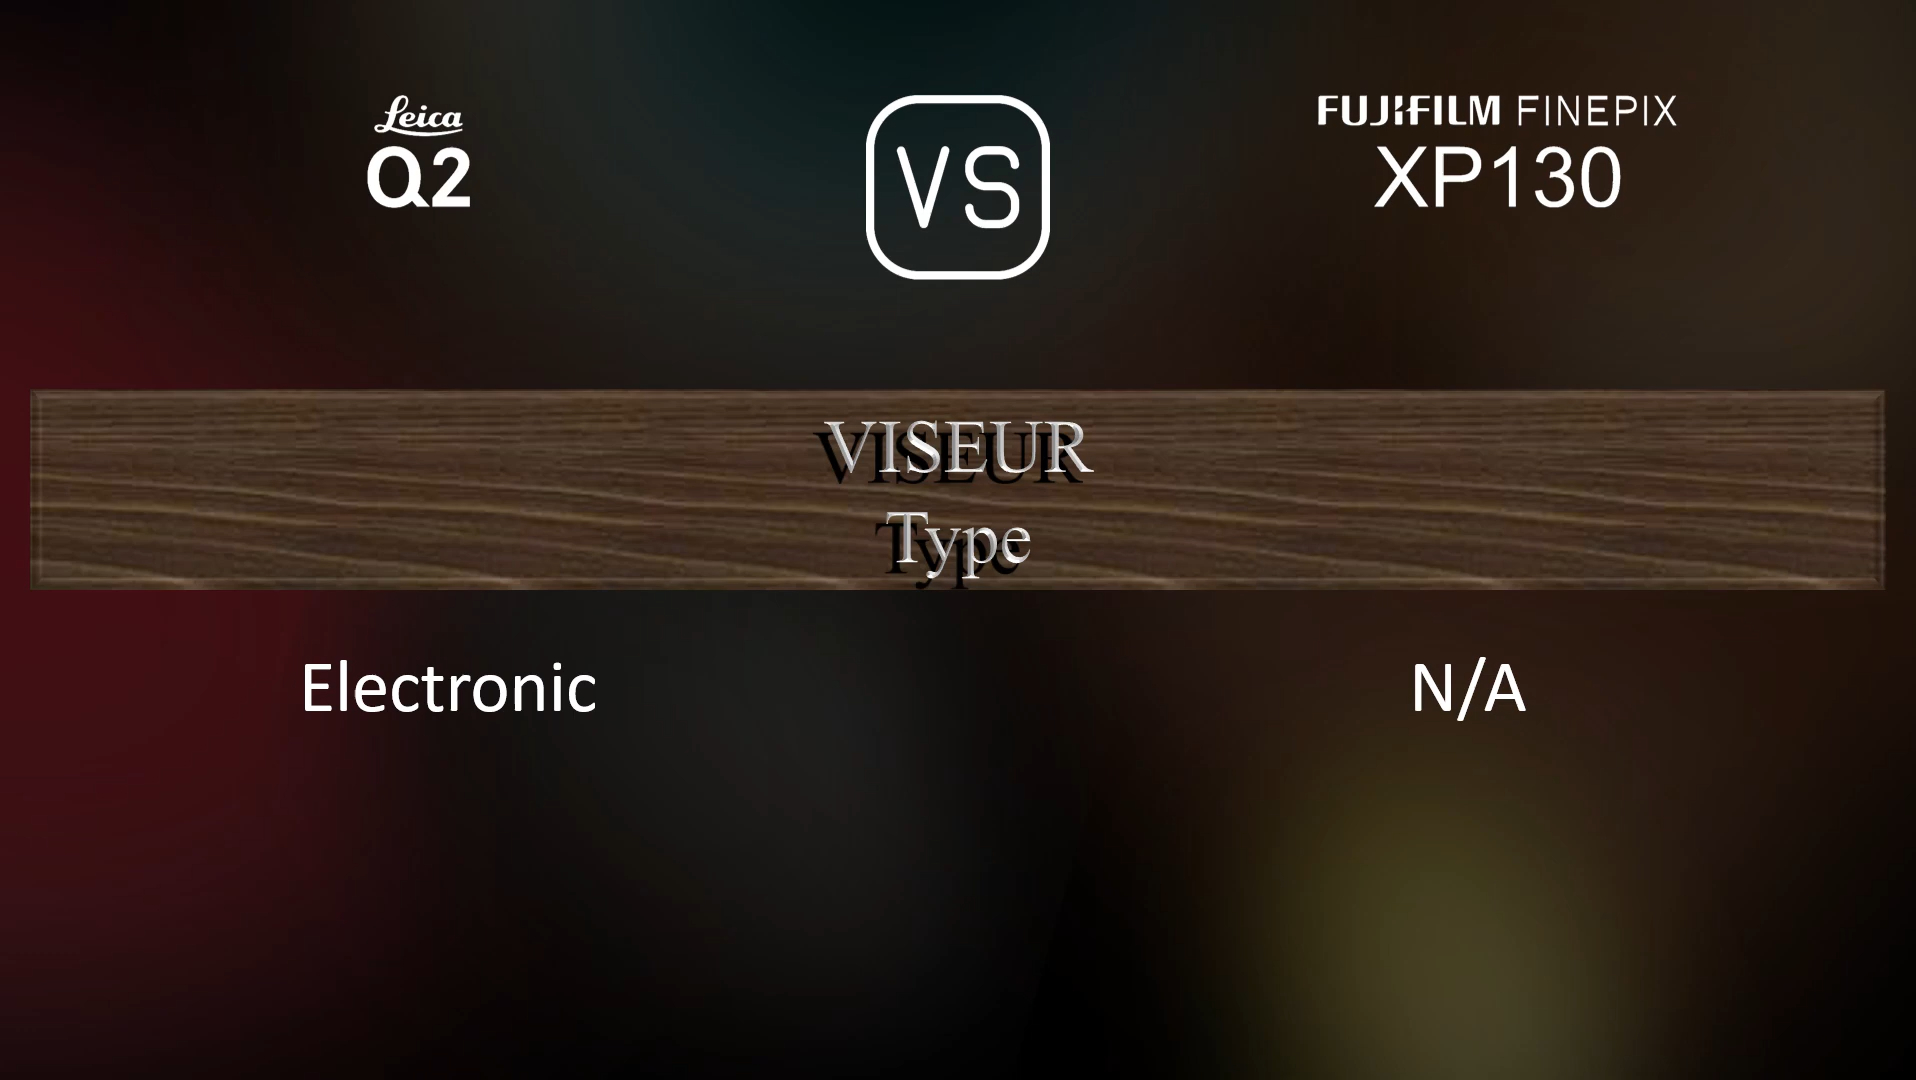 Leica
Q2
VS
FUJIFILM FINEPIX
XP130
VISEUR
Type
Electronic
N/A